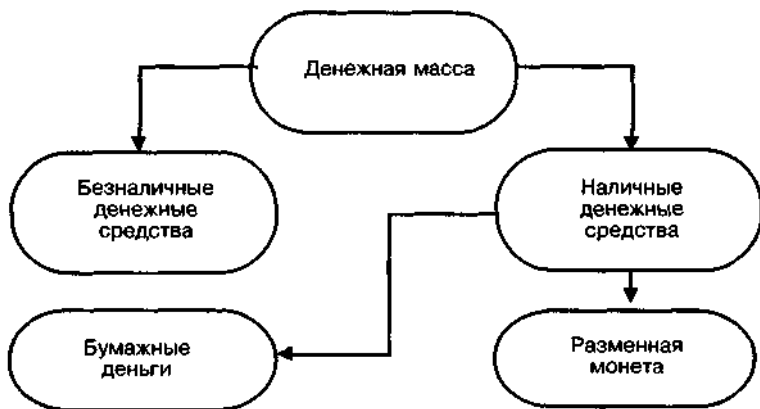 Денежная масса
Безналичные
денежные
средства
Наличные
денежные
средства
Бумажные
деньги
Разменная
монета